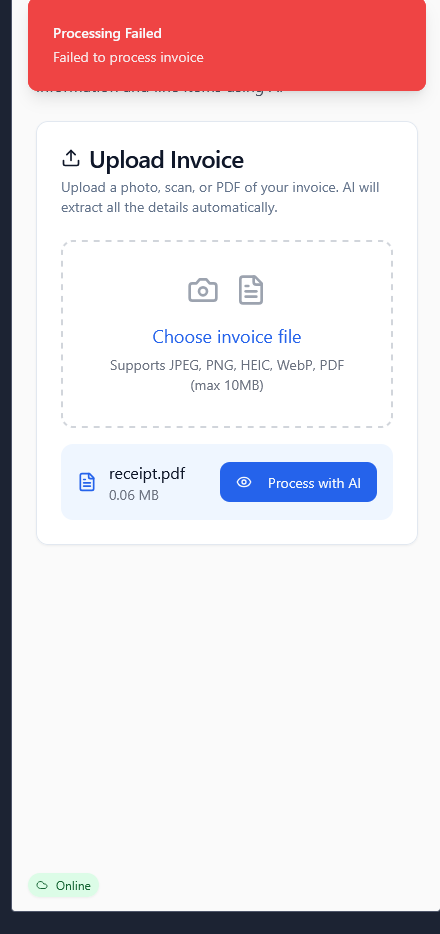 Processing Failed
Failed to process invoice
Upload Invoice
Upload a photo, scan, or PDF of your invoice. AI will
extract all the details automatically.
Choose invoice file
Supports JPEG, PNG, HEIC, WebP, PDF
(max 10MB)
receipt.pdf
0.06 MB
Process with AI
Online